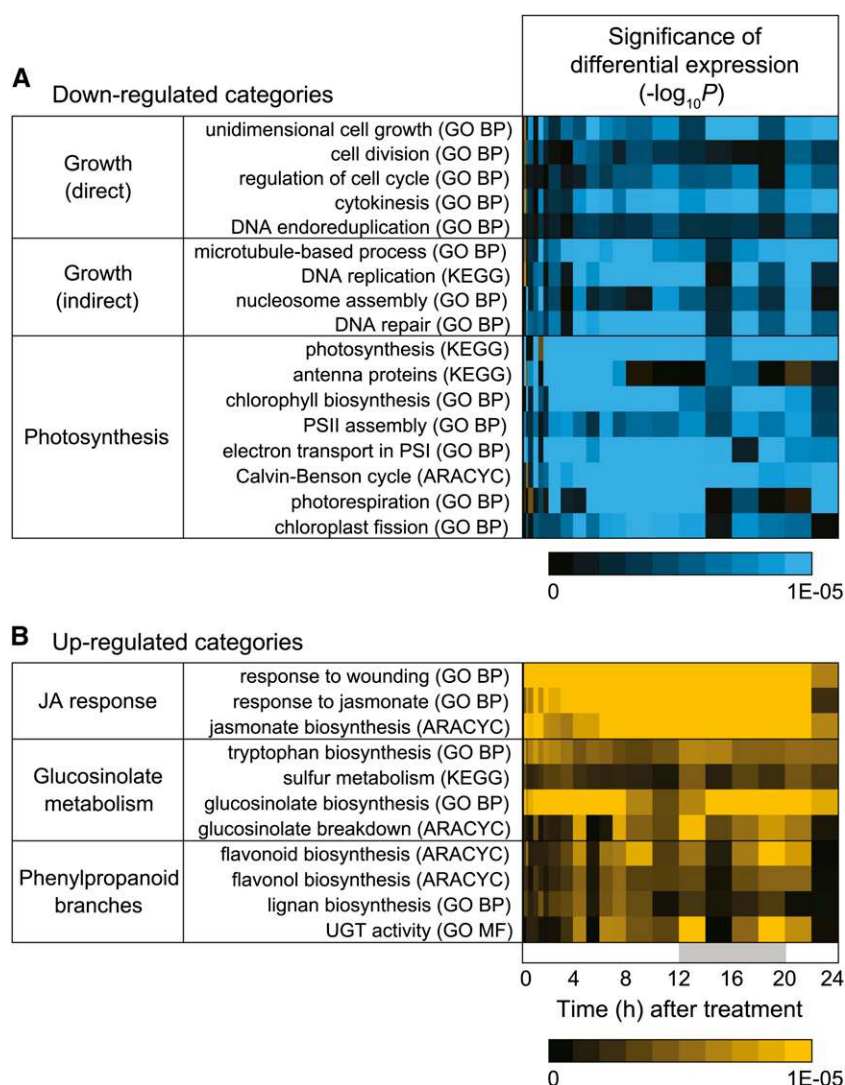 Significance of
differential expression
(-log₁₀P)
A Down-regulated categories
Growth
(direct)
unidimensional cell growth (GO BP)
cell division (GO BP)
regulation of cell cycle (GO BP)
cytokinesis (GO BP)
DNA endoreduplication (GO BP)
Growth
(indirect)
microtubule-based process (GO BP)
DNA replication (KEGG)
nucleosome assembly (GO BP)
DNA repair (GO BP)
Photosynthesis
photosynthesis (KEGG)
antenna proteins (KEGG)
chlorophyll biosynthesis (GO BP)
PSII assembly (GO BP)
electron transport in PSI (GO BP)
Calvin-Benson cycle (ARACYC)
photorespiration (GO BP)
chloroplast fission (GO BP)
0 1E-05
B Up-regulated categories
JA response
response to wounding (GO BP)
response to jasmonate (GO BP)
jasmonate biosynthesis (ARACYC)
Glucosinolate
metabolism
tryptophan biosynthesis (GO BP)
sulfur metabolism (KEGG)
glucosinolate biosynthesis (GO BP)
glucosinolate breakdown (ARACYC)
Phenylpropanoid
branches
flavonoid biosynthesis (ARACYC)
flavonol biosynthesis (ARACYC)
lignan biosynthesis (GO BP)
UGT activity (GO MF)
0 4 8 12 16 20 24
Time (h) after treatment
0 1E-05